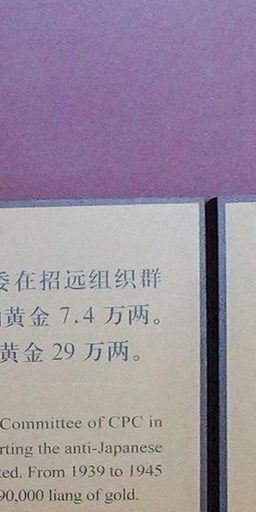 委在招远组织群
黄金 7.4 万两。
黄金 29 万两。
Committee of CPC in
rting the anti-Japanese
ted. From 1939 to 1945
90,000 liang of gold.